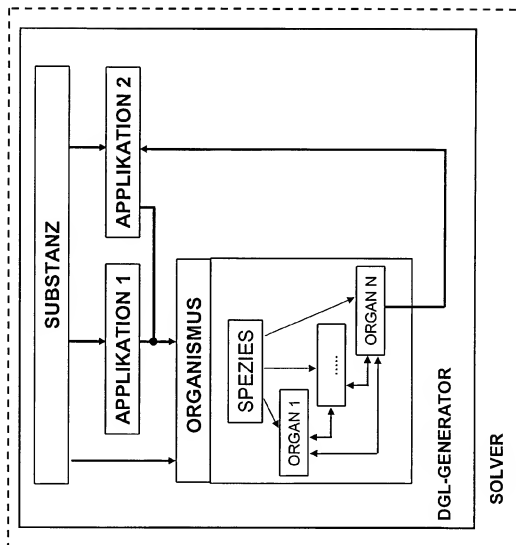 SUBSTANZ
APPLIKATION 1
APPLIKATION 2
ORGANISMUS
SPEZIES
ORGAN 1
......
ORGAN N
DGL-GENERATOR
SOLVER